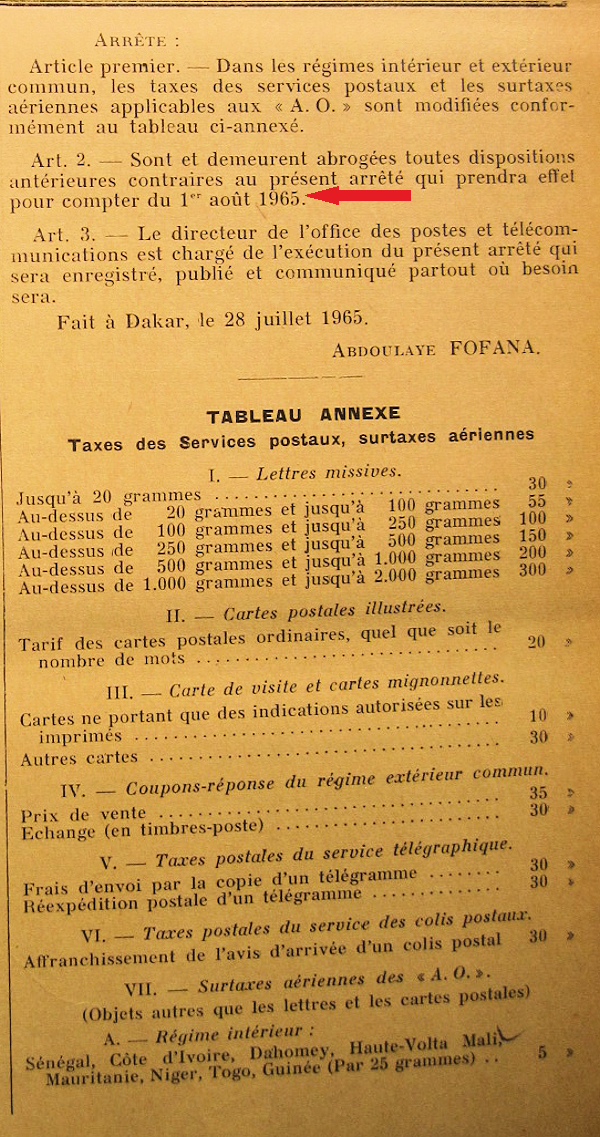 ARRÊTE :
Article premier. — Dans les régimes intérieur et extérieur
commun, les taxes des services postaux et les surtaxes
aériennes applicables aux « A. O. » sont modifiées confor-
mément au tableau ci-annexé.
Art. 2. — Sont et demeurent abrogées toutes dispositions
antérieures contraires au présent arrêté qui prendra effet
pour compter du 1er août 1965.
Art. 3. — Le directeur de l'office des postes et télécom-
munications est chargé de l'exécution du présent arrêté qui
sera enregistré, publié et communiqué partout où besoin
sera.
Fait à Dakar, le 28 juillet 1965.
ABDOULAYE FOFANA.
TABLEAU ANNEXE
Taxes des Services postaux, surtaxes aériennes
I. — Lettres missives.
Jusqu'à 20 grammes .............................. 30 »
Au-dessus de 20 grammes et jusqu'à 100 grammes 55 »
Au-dessus de 100 grammes et jusqu'à 250 grammes 100 »
Au-dessus de 250 grammes et jusqu'à 500 grammes 150 »
Au-dessus de 500 grammes et jusqu'à 1.000 grammes 200 »
Au-dessus de 1.000 grammes et jusqu'à 2.000 grammes 300 »
II. — Cartes postales illustrées.
Tarif des cartes postales ordinaires, quel que soit le
nombre de mots .............................. 20 »
III. — Carte de visite et cartes mignonnettes.
Cartes ne portant que des indications autorisées sur les
imprimés .............................. 10 »
Autres cartes .............................. 30 »
IV. — Coupons-réponse du régime extérieur commun.
Prix de vente .............................. 35 »
Echange (en timbres-poste) .................... 30 »
V. — Taxes postales du service télégraphique.
Frais d'envoi par la copie d'un télégramme ........ 30 »
Réexpédition postale d'un télégramme ............ 30 »
VI. — Taxes postales du service des colis postaux.
Affranchissement de l'avis d'arrivée d'un colis postal 30 »
VII. — Surtaxes aériennes des « A. O. ».
(Objets autres que les lettres et les cartes postales)
A. — Régime intérieur :
Sénégal, Côte d'Ivoire, Dahomey, Haute-Volta Mali,
Mauritanie, Niger, Togo, Guinée (Par 25 grammes) .. 5 »